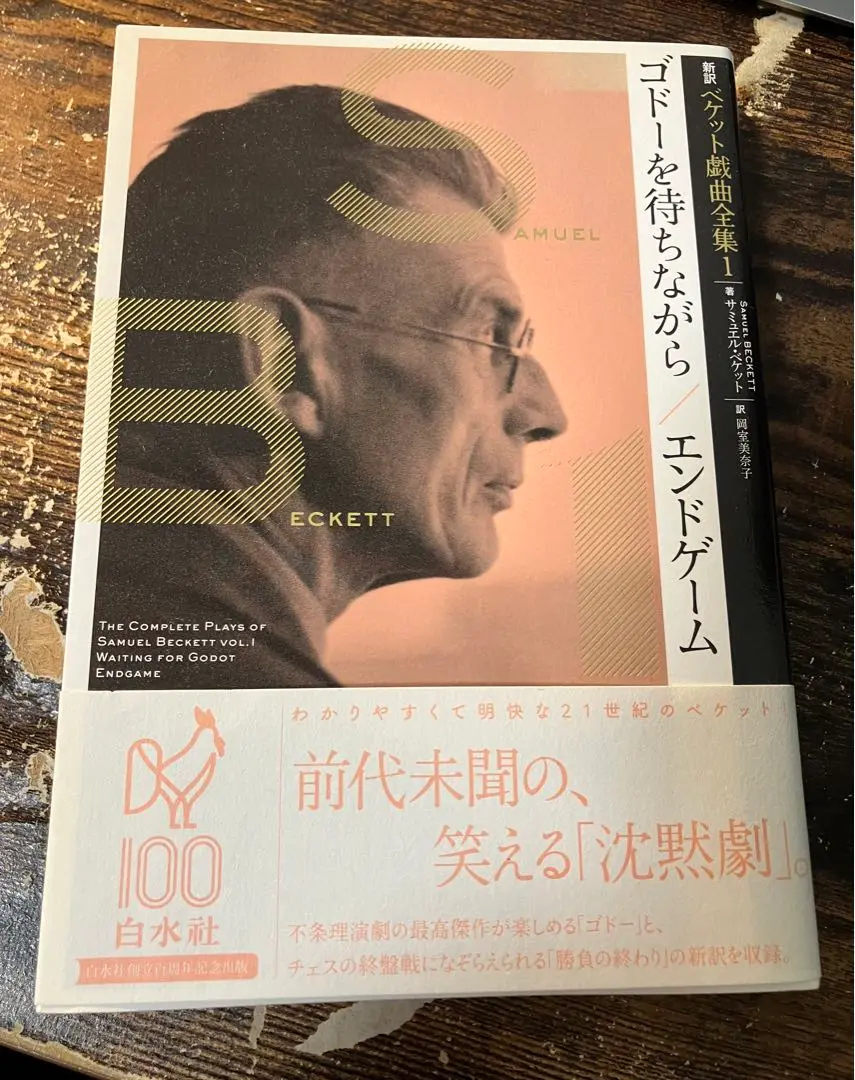 新訳 ベケット戯曲全集1
著 サミュエル・ベケット
SAMUEL BECKETT
訳 岡室美奈子
ゴドーを待ちながら/エンドゲーム
SAMUEL
BECKETT
1
THE COMPLETE PLAYS OF
SAMUEL BECKETT VOL.1
WAITING FOR GODOT
ENDGAME
わかりやすくて明快な21世紀のベケット!
前代未聞の、
笑える「沈黙劇」。
不条理演劇の最高傑作が楽しめる「ゴドー」と、
チェスの終盤戦になぞらえられる「勝負の終わり」の新訳を収録。
100
白水社
白水社創立百周年記念出版